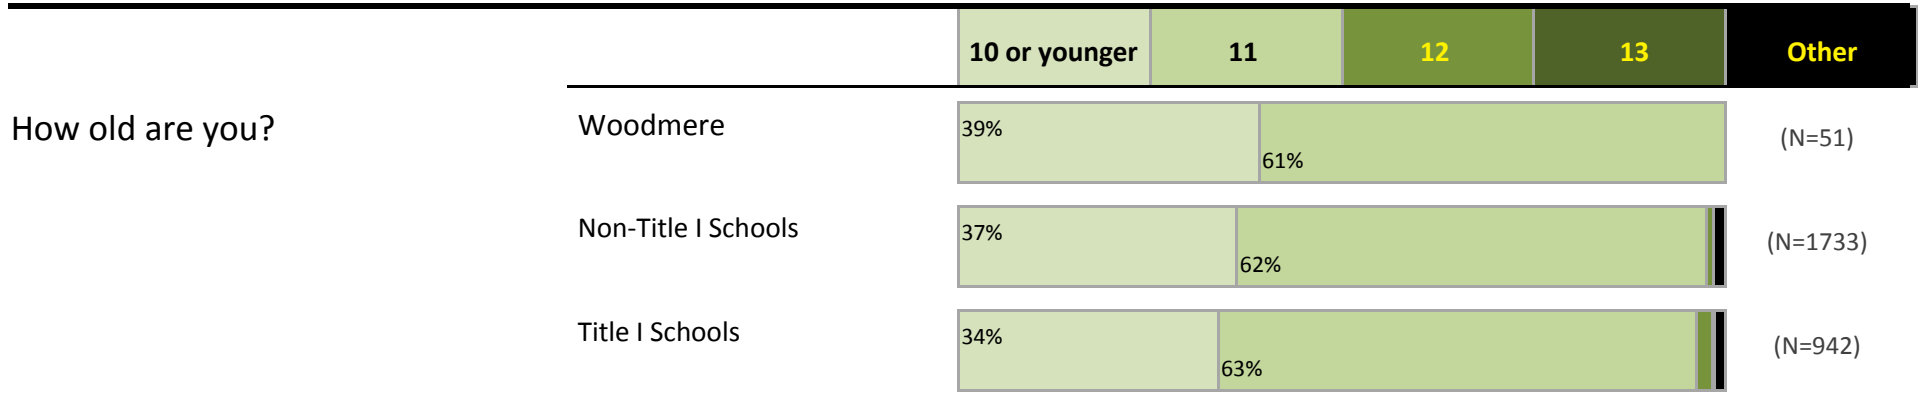 10 or younger 11 12 13 Other
How old are you? Woodmere 39% 61% (N=51)
Non-Title I Schools 37% 62% (N=1733)
Title I Schools 34% 63% (N=942)